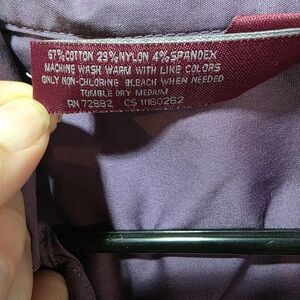 67% COTTON 29% NYLON 4% SPANDEX
MACHINE WASH WARM WITH LIKE COLORS
ONLY NON-CHLORINE BLEACH WHEN NEEDED
TUMBLE DRY MEDIUM
RN 72882 CS 11160262